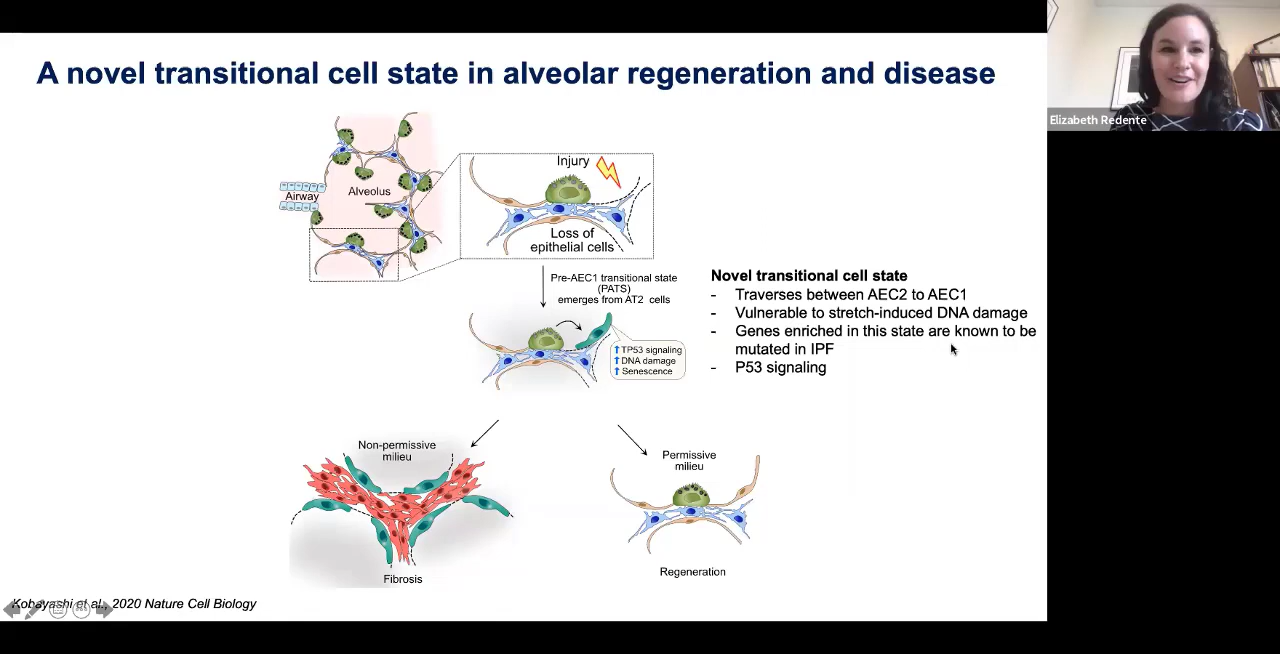 A novel transitional cell state in alveolar regeneration and disease
Elizabeth Redente
Airway
Alveolus
Injury
Loss of
epithelial cells
Pre-AEC1 transitional state
(PATS)
emerges from AT2 cells
↑TP53 signaling
↑DNA damage
↑Senescence
Novel transitional cell state
- Traverses between AEC2 to AEC1
- Vulnerable to stretch-induced DNA damage
- Genes enriched in this state are known to be
mutated in IPF
- P53 signaling
Non-permissive
milieu
Fibrosis
Permissive
milieu
Regeneration
Kobayashi et al., 2020 Nature Cell Biology